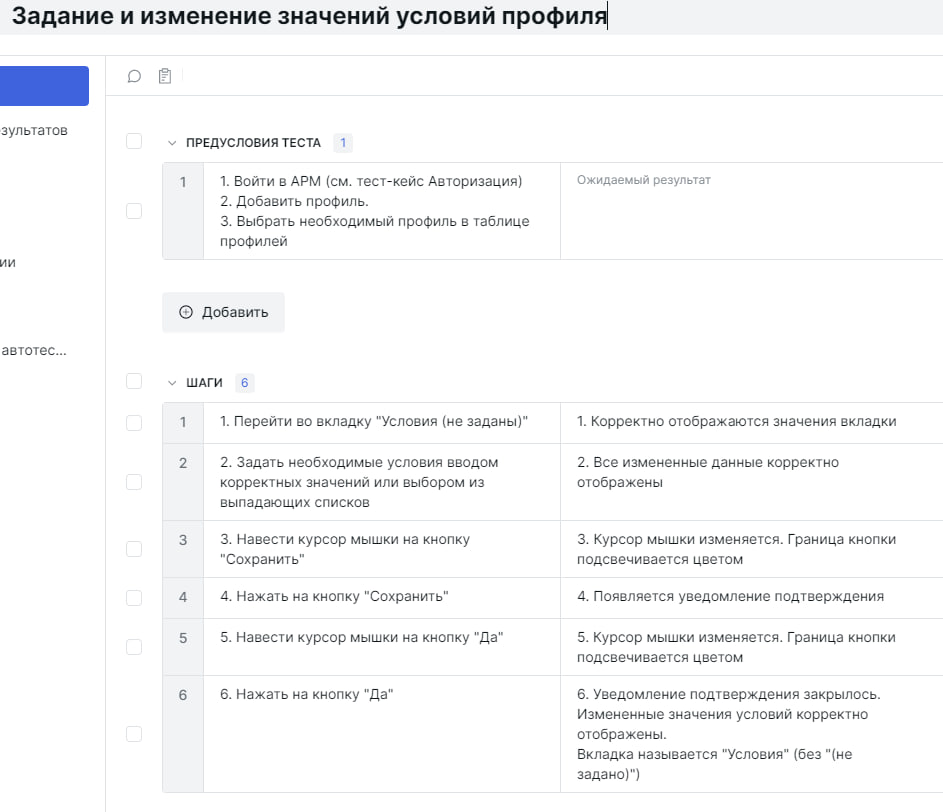 Задание и изменение значений условий профиля
зультатов
ии
автотес...
ПРЕДУСЛОВИЯ ТЕСТА 1
1
1. Войти в АРМ (см. тест-кейс Авторизация)
2. Добавить профиль.
3. Выбрать необходимый профиль в таблице
профилей
Ожидаемый результат
Добавить
ШАГИ 6
1
1. Перейти во вкладку "Условия (не заданы)"
1. Корректно отображаются значения вкладки
2
2. Задать необходимые условия вводом
корректных значений или выбором из
выпадающих списков
2. Все измененные данные корректно
отображены
3
3. Навести курсор мышки на кнопку
"Сохранить"
3. Курсор мышки изменяется. Граница кнопки
подсвечивается цветом
4
4. Нажать на кнопку "Сохранить"
4. Появляется уведомление подтверждения
5
5. Навести курсор мышки на кнопку "Да"
5. Курсор мышки изменяется. Граница кнопки
подсвечивается цветом
6
6. Нажать на кнопку "Да"
6. Уведомление подтверждения закрылось.
Измененные значения условий корректно
отображены.
Вкладка называется "Условия" (без "(не
задано)")